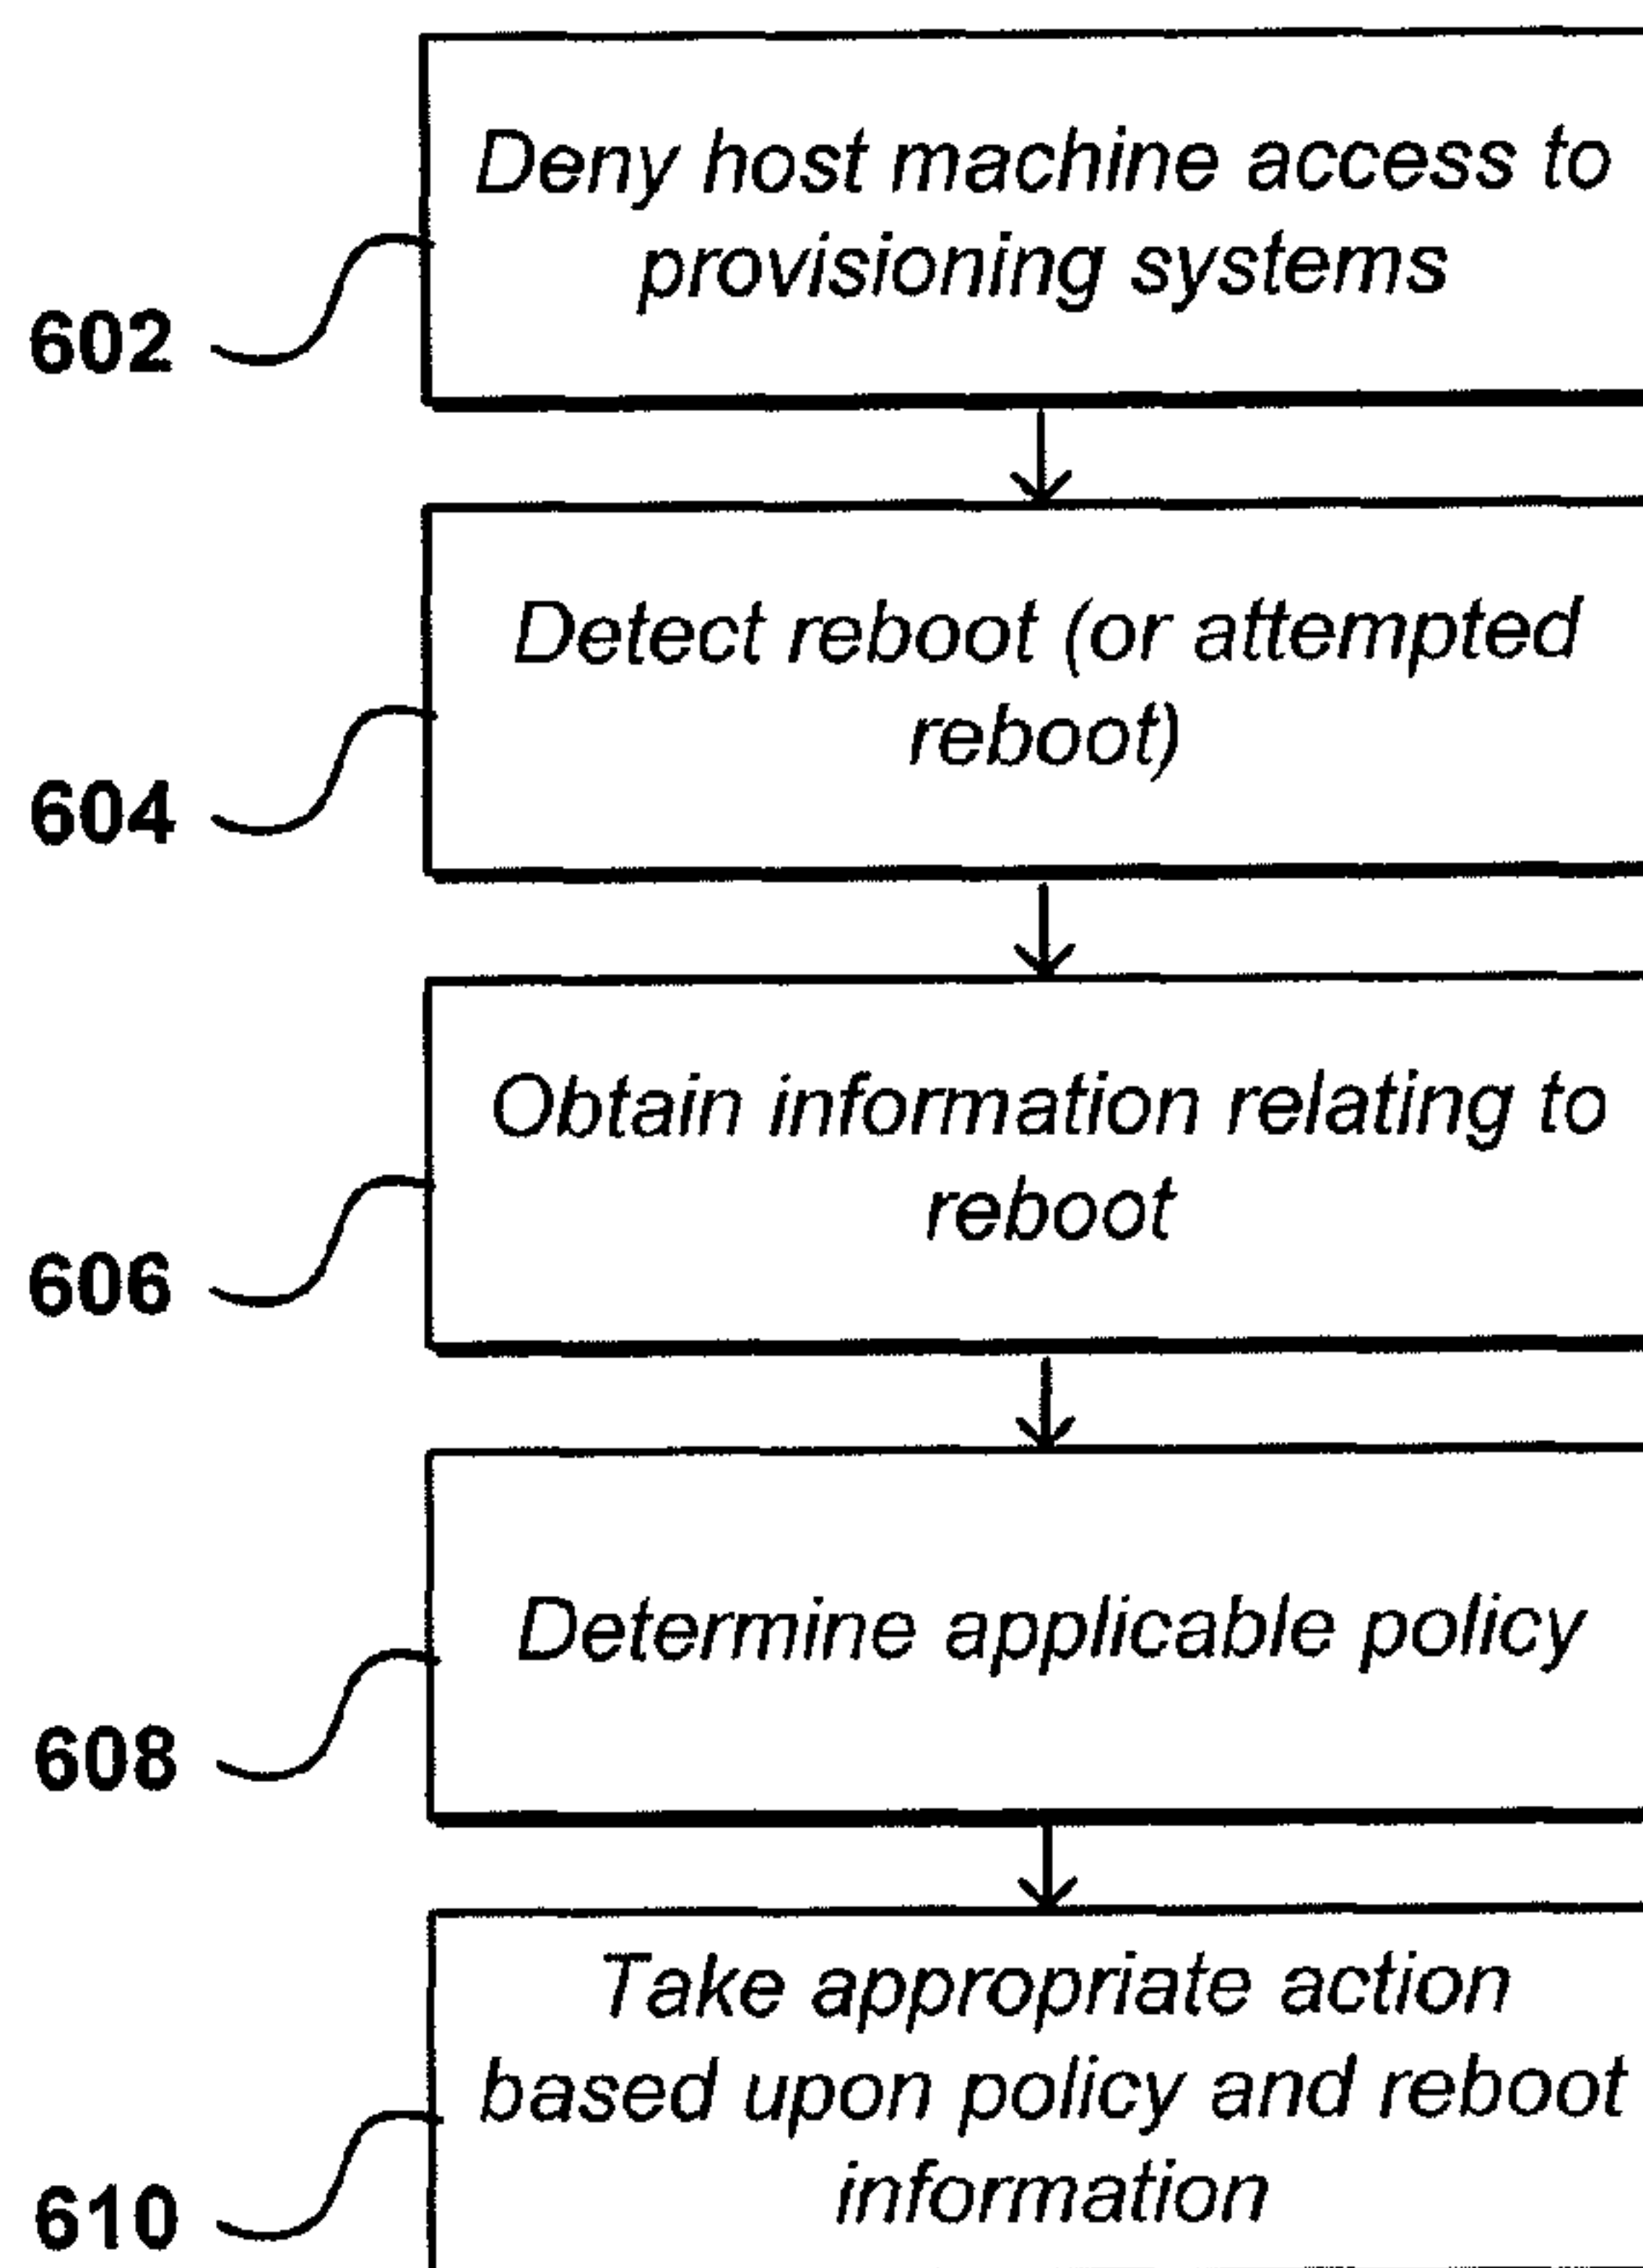 Deny host machine access to
provisioning systems
602
Detect reboot (or attempted
reboot)
604
Obtain information relating to
reboot
606
Determine applicable policy
608
Take appropriate action
based upon policy and reboot
information
610